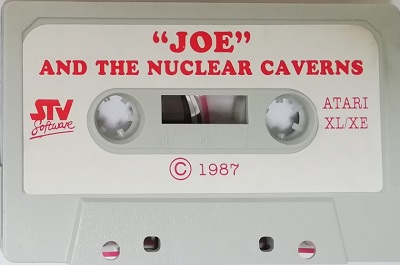 "JOE"
AND THE NUCLEAR CAVERNS
STV
Software
ATARI
XL/XE
© 1987